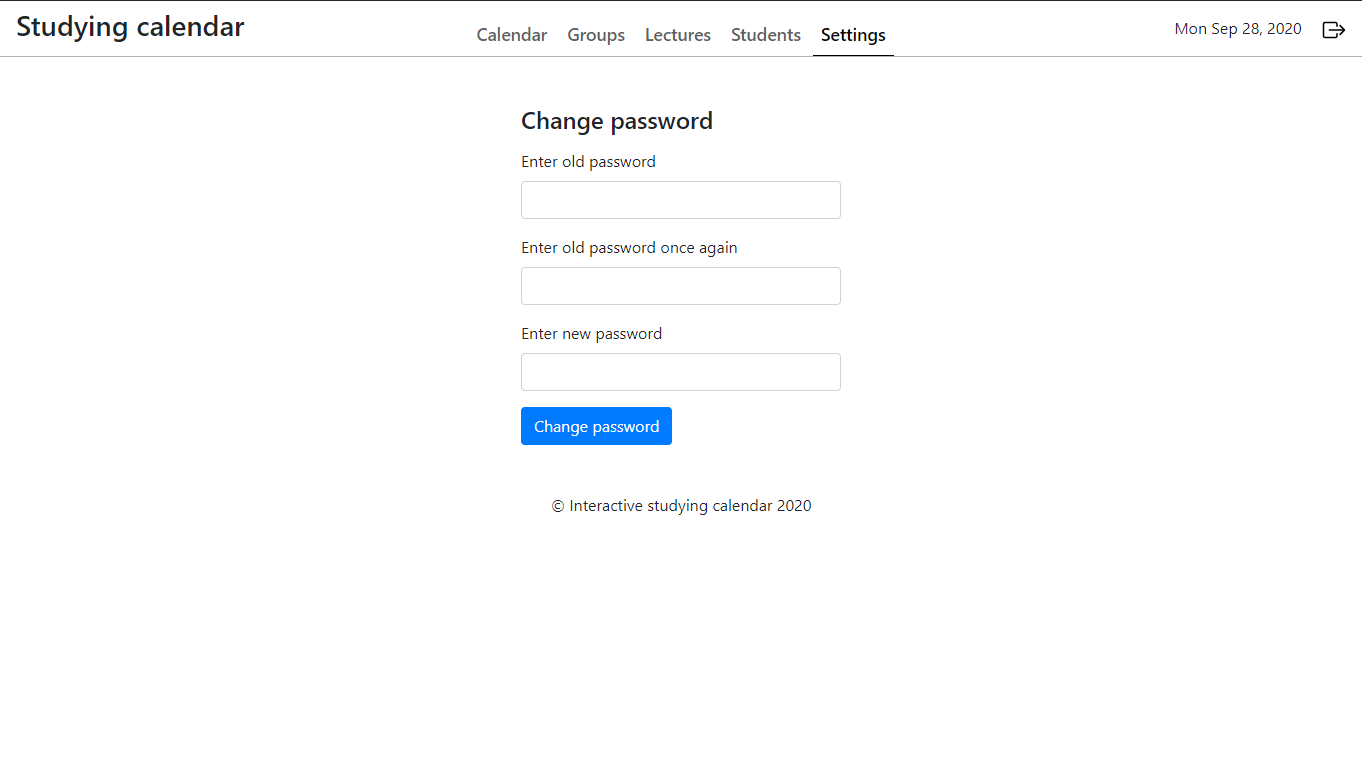 Studying calendar
Calendar Groups Lectures Students Settings
Mon Sep 28, 2020
Change password
Enter old password
Enter old password once again
Enter new password
Change password
© Interactive studying calendar 2020